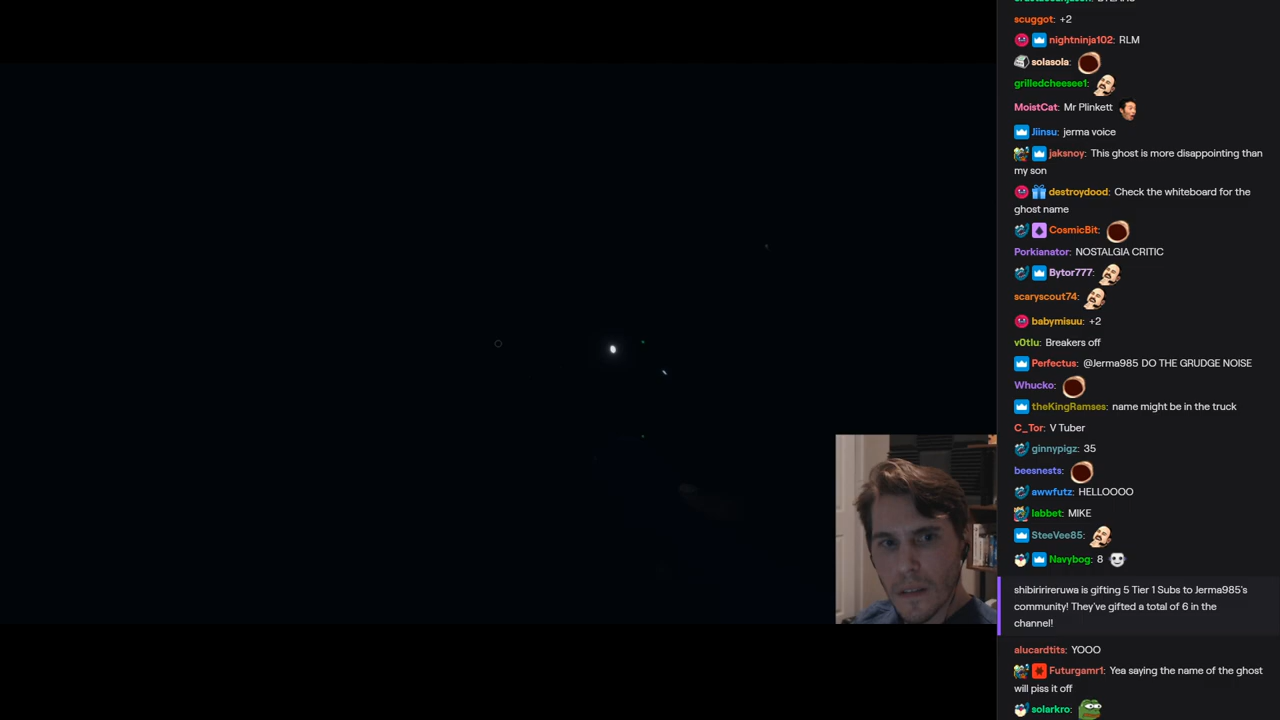 scuggot: +2
nightninja102: RLM
solasola:
grilledcheesee1:
MoistCat: Mr Plinkett
Jiinsu: jerma voice
jaksnoy: This ghost is more disappointing than
my son
destroydood: Check the whiteboard for the
ghost name
CosmicBit:
Porkianator: NOSTALGIA CRITIC
Bytor777:
scaryscout74:
babymisuu: +2
v0tlu: Breakers off
Perfectus: @Jerma985 DO THE GRUDGE NOISE
Whucko:
theKingRamses: name might be in the truck
C_Tor: V Tuber
ginnypigz: 35
beesnests:
awwfutz: HELLOOOO
labbet: MIKE
SteeVee85:
Navybog: 8
shibiririreruwa is gifting 5 Tier 1 Subs to Jerma985's
community! They've gifted a total of 6 in the
channel!
alucardtits: YOOO
Futurgamr1: Yea saying the name of the ghost
will piss it off
solarkro: